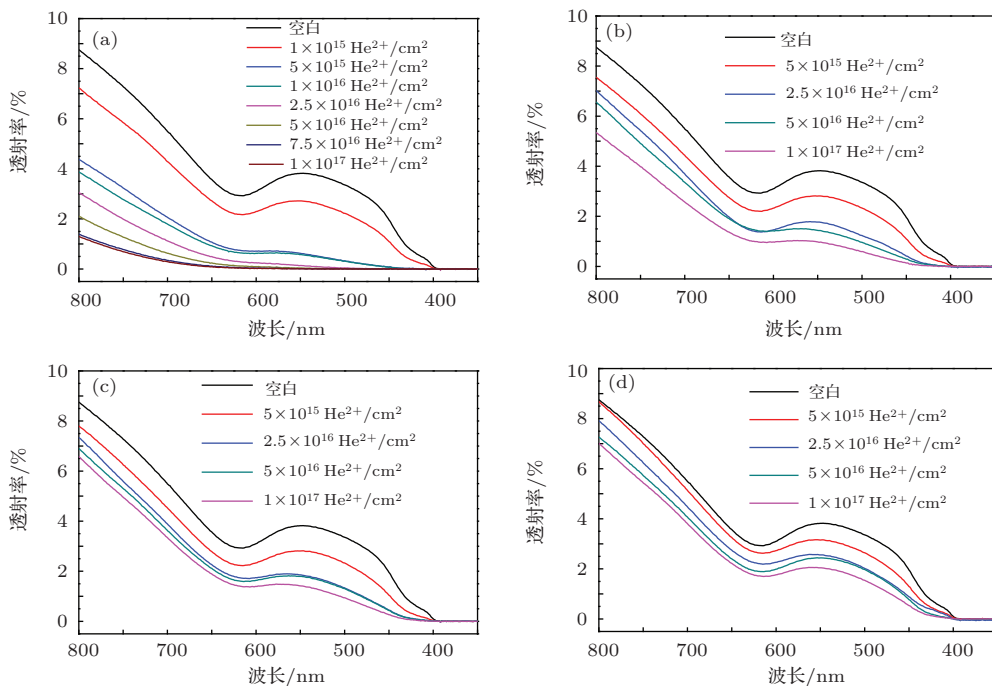 (a)
空白
1×10¹⁵ He²⁺/cm²
5×10¹⁵ He²⁺/cm²
1×10¹⁶ He²⁺/cm²
2.5×10¹⁶ He²⁺/cm²
5×10¹⁶ He²⁺/cm²
7.5×10¹⁶ He²⁺/cm²
1×10¹⁷ He²⁺/cm²
透射率/%
10
8
6
4
2
0
800 700 600 500 400
波长/nm
(b)
空白
5×10¹⁵ He²⁺/cm²
2.5×10¹⁶ He²⁺/cm²
5×10¹⁶ He²⁺/cm²
1×10¹⁷ He²⁺/cm²
透射率/%
10
8
6
4
2
0
800 700 600 500 400
波长/nm
(c)
空白
5×10¹⁵ He²⁺/cm²
2.5×10¹⁶ He²⁺/cm²
5×10¹⁶ He²⁺/cm²
1×10¹⁷ He²⁺/cm²
透射率/%
10
8
6
4
2
0
800 700 600 500 400
波长/nm
(d)
空白
5×10¹⁵ He²⁺/cm²
2.5×10¹⁶ He²⁺/cm²
5×10¹⁶ He²⁺/cm²
1×10¹⁷ He²⁺/cm²
透射率/%
10
8
6
4
2
0
800 700 600 500 400
波长/nm